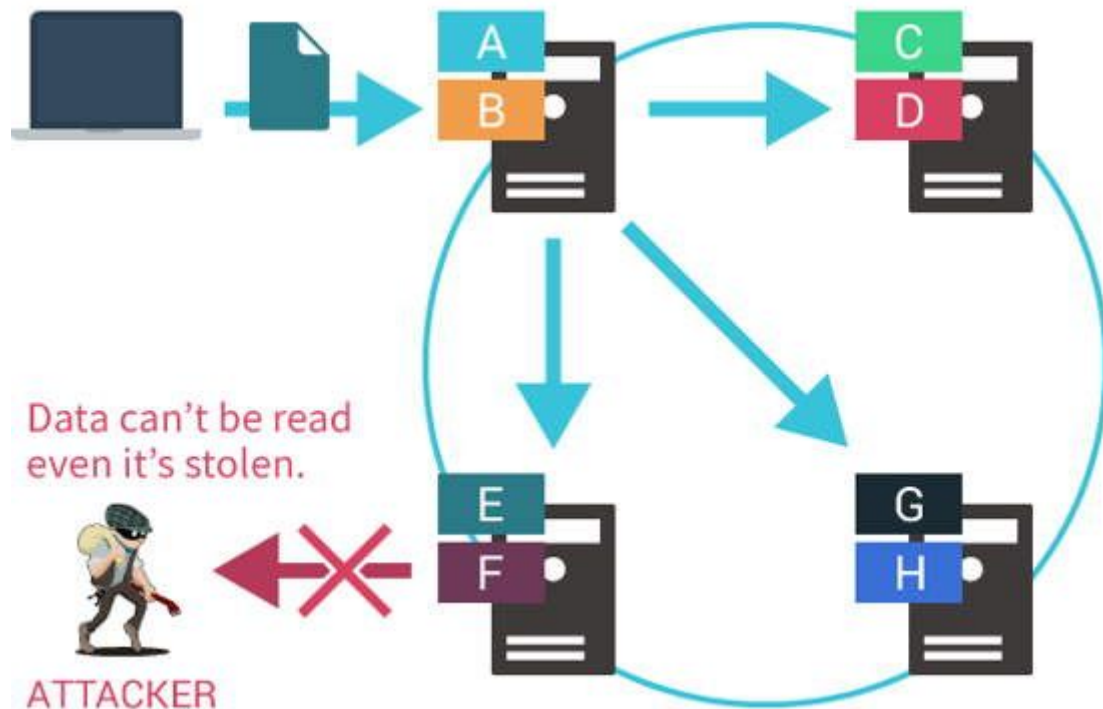 A
B
C
D
Data can't be read
even it's stolen.
E
F
G
H
ATTACKER